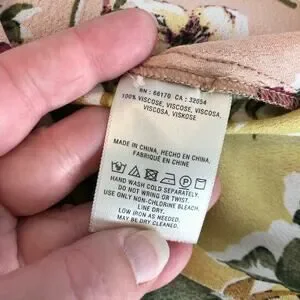 RN : 66170 CA : 32054
100% VISCOSE, VISCOSE, VISCOSA,
VISCOSA, VISKOSE
MADE IN CHINA, HECHO EN CHINA,
FABRIQUÉ EN CHINE
HAND WASH COLD SEPARATELY.
DO NOT WRING OR TWIST.
USE ONLY NON-CHLORINE BLEACH.
LINE DRY.
LOW IRON AS NEEDED.
MAY BE DRY CLEANED.